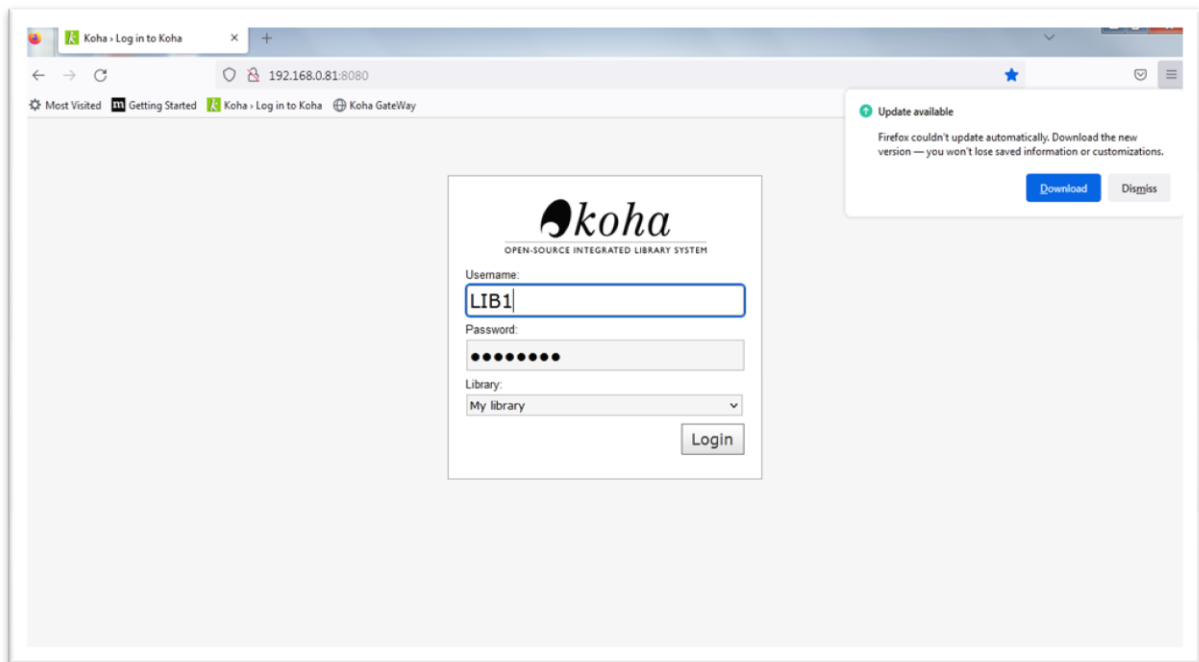 Koha › Log in to Koha
192.168.0.81:8080
Most Visited Getting Started Koha › Log in to Koha Koha GateWay
Update available
Firefox couldn't update automatically. Download the new
version — you won't lose saved information or customizations.
Download Dismiss
koha
OPEN-SOURCE INTEGRATED LIBRARY SYSTEM
Username:
LIB1
Password:
Library:
My library
Login